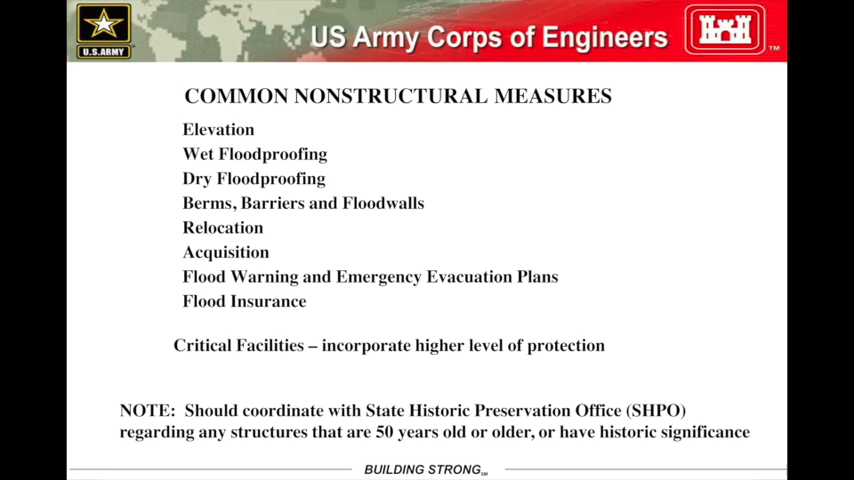 U.S.ARMY
US Army Corps of Engineers
TM
COMMON NONSTRUCTURAL MEASURES
Elevation
Wet Floodproofing
Dry Floodproofing
Berms, Barriers and Floodwalls
Relocation
Acquisition
Flood Warning and Emergency Evacuation Plans
Flood Insurance
Critical Facilities – incorporate higher level of protection
NOTE: Should coordinate with State Historic Preservation Office (SHPO)
regarding any structures that are 50 years old or older, or have historic significance
BUILDING STRONG SM